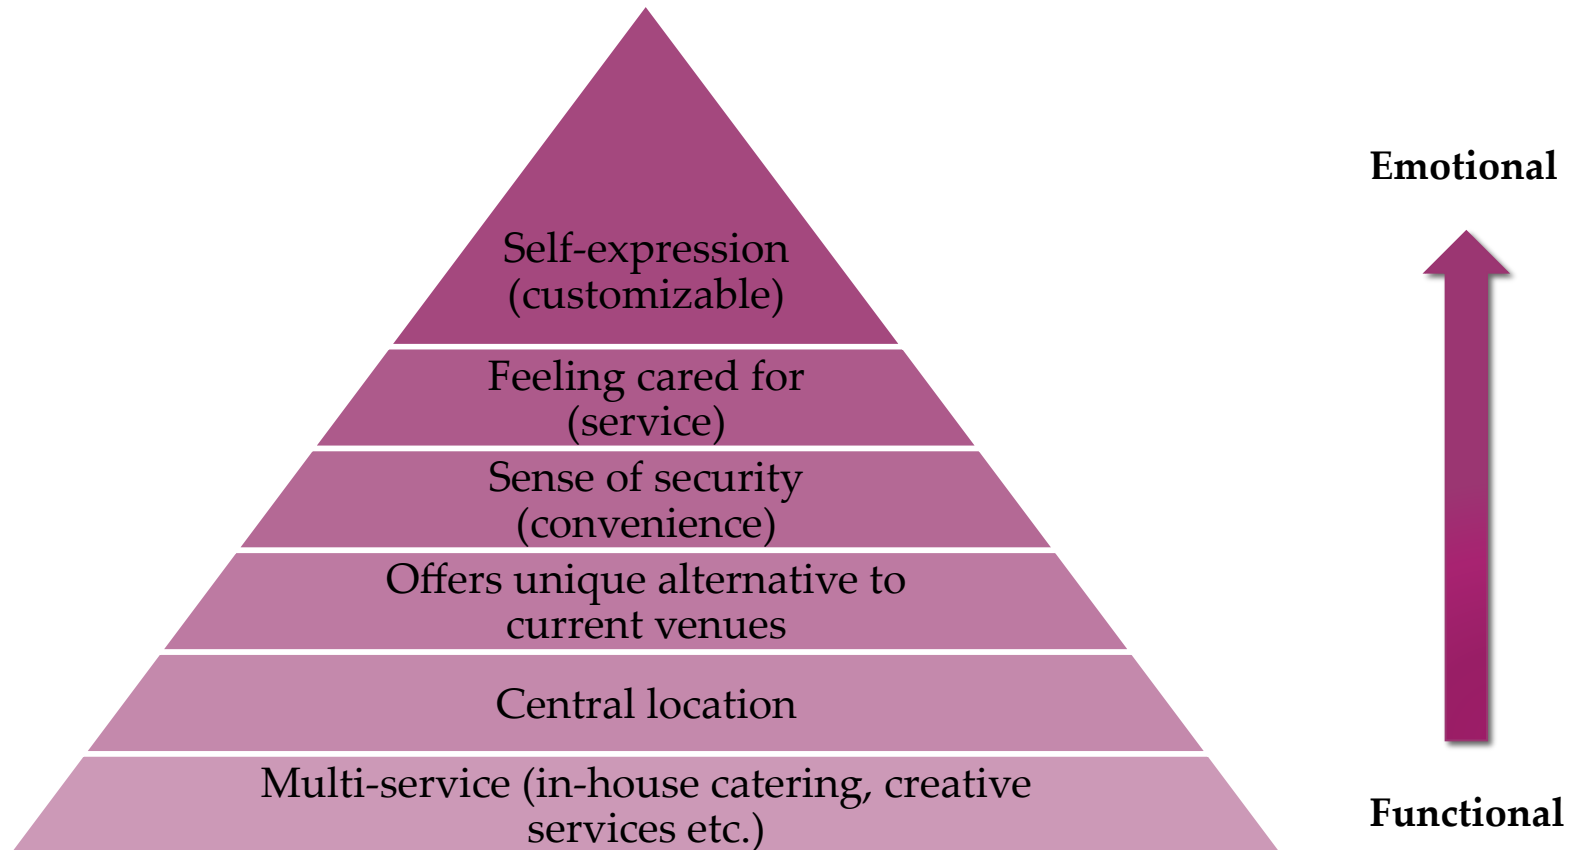 Emotional
Self-expression
(customizable)
Feeling cared for
(service)
Sense of security
(convenience)
Offers unique alternative to
current venues
Central location
Multi-service (in-house catering, creative
services etc.)
Functional